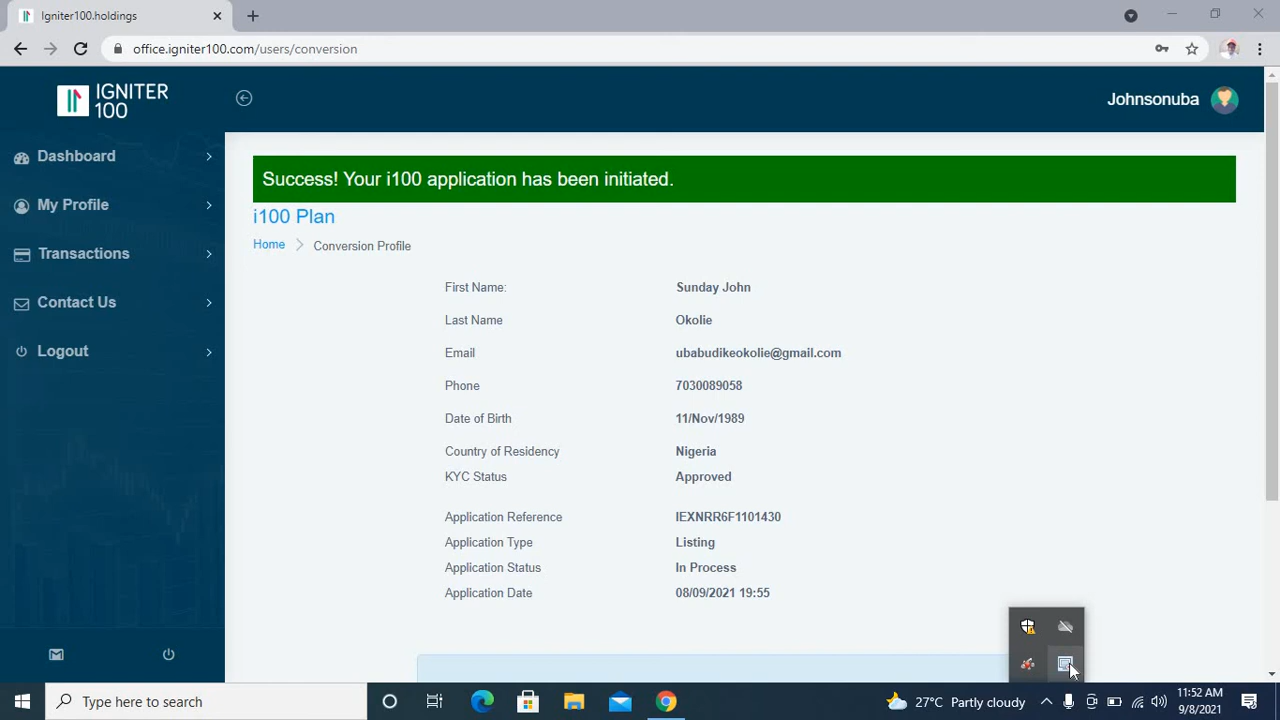 Igniter100.holdings
office.igniter100.com/users/conversion
IGNITER
100
Johnsonuba
Dashboard
My Profile
Transactions
Contact Us
Logout
Success! Your i100 application has been initiated.
i100 Plan
Home Conversion Profile
First Name: Sunday John
Last Name Okolie
Email ubabudikeokolie@gmail.com
Phone 7030089058
Date of Birth 11/Nov/1989
Country of Residency Nigeria
KYC Status Approved
Application Reference IEXNRR6F1101430
Application Type Listing
Application Status In Process
Application Date 08/09/2021 19:55
Type here to search
27°C Partly cloudy
11:52 AM
9/8/2021